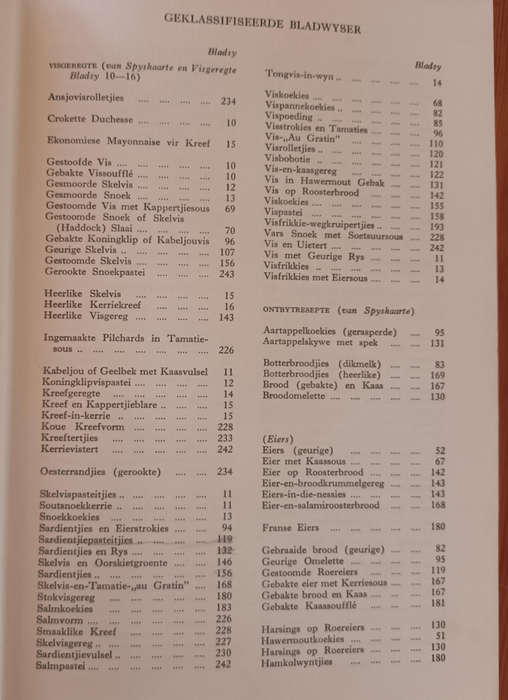 GEKLASSIFISEERDE BLADWYSER
Bladsy
VISGEREGTE (van Spyskaarte en Visgeregte
Bladsy 10—16)
Ansjovisrolletjies .... .... .... .... 234
Crokette Duchesse .... .... .... 10
Ekonomiese Mayonnaise vir Kreef 15
Gestoofde Vis .... .... .... .... .... 10
Gebakte Vissoufflé .... .... .... .... 10
Gesmoorde Skelvis .... .... .... 12
Gesmoorde Snoek .... .... .... .... 13
Gestoomde Vis met Kappertjiesous 69
Gestoomde Snoek of Skelvis
(Haddock) Slaai .... .... .... .... 70
Gebakte Koningklip of Kabeljouvis 96
Geurige Skelvis .... .... .... .... .... 107
Gestoomde Skelvis .... .... .... .... 156
Gerookte Snoekpastei .... .... .... 243
Heerlike Skelvis .... .... .... .... 15
Heerlike Kerriekreef .... .... .... 16
Heerlike Visgereg .... .... .... .... 143
Ingemaakte Pilchards in Tamatie-
sous .. .... .... .... .... .... .... 226
Kabeljou of Geelbek met Kaasvulsel 11
Koningklipvispastei .... .... .... .... 12
Kreefgeregte .... .... .... .... .... 14
Kreef en Kappertjieblare .. .... .... 15
Kreef-in-kerrie .. .... .... .... .... 15
Koue Kreefvorm .... .... .... .... 228
Kreeftertjies .... .... .... .... .... 233
Kerrievistert .... .... .... .... .... 242
Oesterrandjies (gerookte) .... .... 234
Skelvispasteitjies .. .... .... .... .... 11
Soutsnoekkerrie .. .... .... .... .... 11
Snoekkoekies .... .... .... .... .... 13
Sardientjies en Eierstrokies .... .... 94
Sardientjiepasteitjies .. .... .... .... 119
Sardientjies en Rys .... .... .... .... 132
Skelvis en Oorskietgroente .... .... 146
Sardientjies .. .... .... .... .... .... 156
Skelvis-en-Tamatie-„au Gratin” .... 168
Stokvisgereg .... .... .... .... .... 180
Salmkoekies .... .... .... .... .... 183
Salmvorm .... .... .... .... .... .... 226
Smaaklike Kreef .... .... .... .... 228
Skelvisgereg .. .... .... .... .... .... 227
Sardientjievulsel .. .... .... .... .... 230
Salmpastei .... .... .... .... .... .... 242
Bladsy
Tongvis-in-wyn .. .... .... .... .... 14
Viskoekies .... .... .... .... .... .... 68
Vispannekoekies .. .... .... .... .... 82
Vispoeding .. .... .... .... .... .... 85
Visstrokies en Tamaties .... .... .... 96
Vis-„Au Gratin” .... .... .... .... 110
Visrolletjies .. .... .... .... .... .... 120
Visbobotie .. .... .... .... .... .... 121
Vis-en-kaasgereg .... .... .... .... 122
Vis in Hawermout Gebak .... .... 131
Vis op Roosterbrood .... .... .... 142
Viskoekies .... .... .... .... .... .... 155
Vispastei .... .... .... .... .... .... 158
Visfrikkie-wegkruipertjies .. .... .... 193
Vars Snoek met Soetsuursous .... 228
Vis en Uietert .... .... .... .... .... 242
Vis met Geurige Rys .... .... .... 11
Visfrikkies .. .... .... .... .... .... 13
Visfrikkies met Eiersous .... .... .... 14
ONTBYTRESEPTE (van Spyskaarte)
Aartappelkoekies (gerasperde) .... 95
Aartappelskywe met spek .... .... 131
Botterbroodjies (dikmelk) .... .... 83
Botterbroodjies (heerlike) .... .... 169
Brood (gebakte) en Kaas .... .... 167
Broodomelette .... .... .... .... .... 130
(Eiers)
Eiers (geurige) .... .... .... .... 52
Eier met Kaassous .... .... .... .... 67
Eier op Roosterbrood .... .... .... 142
Eier-en-broodkrummelgereg .... .... 143
Eiers-in-die-nessies .... .... .... .... 143
Eier-en-salamiroosterbrood .... .... 168
Franse Eiers .... .... .... .... .... 180
Gebraaide brood (geurige) .... .... 82
Geurige Omelette .... .... .... .... 95
Gestoomde Roereiers .... .... .... 119
Gebakte eier met Kerriesous .... .... 167
Gebakte brood en Kaas .... .... .... 167
Gebakte Kaassoufflé .... .... .... 181
Harsings op Roereiers .... .... .... 130
Hawermoutkoekies .... .... .... .... 51
Harsings op Roereiers .... .... .... 130
Hamkolwyntjies .... .... .... .... 180